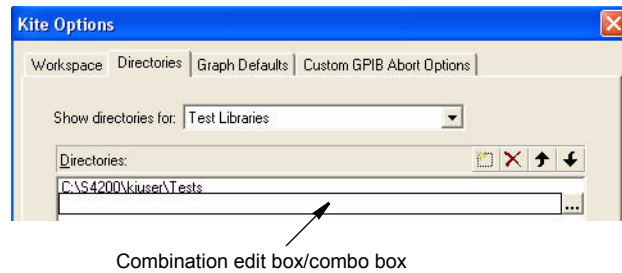 Kite Options
Workspace Directories Graph Defaults Custom GPIB Abort Options
Show directories for: Test Libraries
Directories:
C:\S4200\kiuser\Tests
...
Combination edit box/combo box